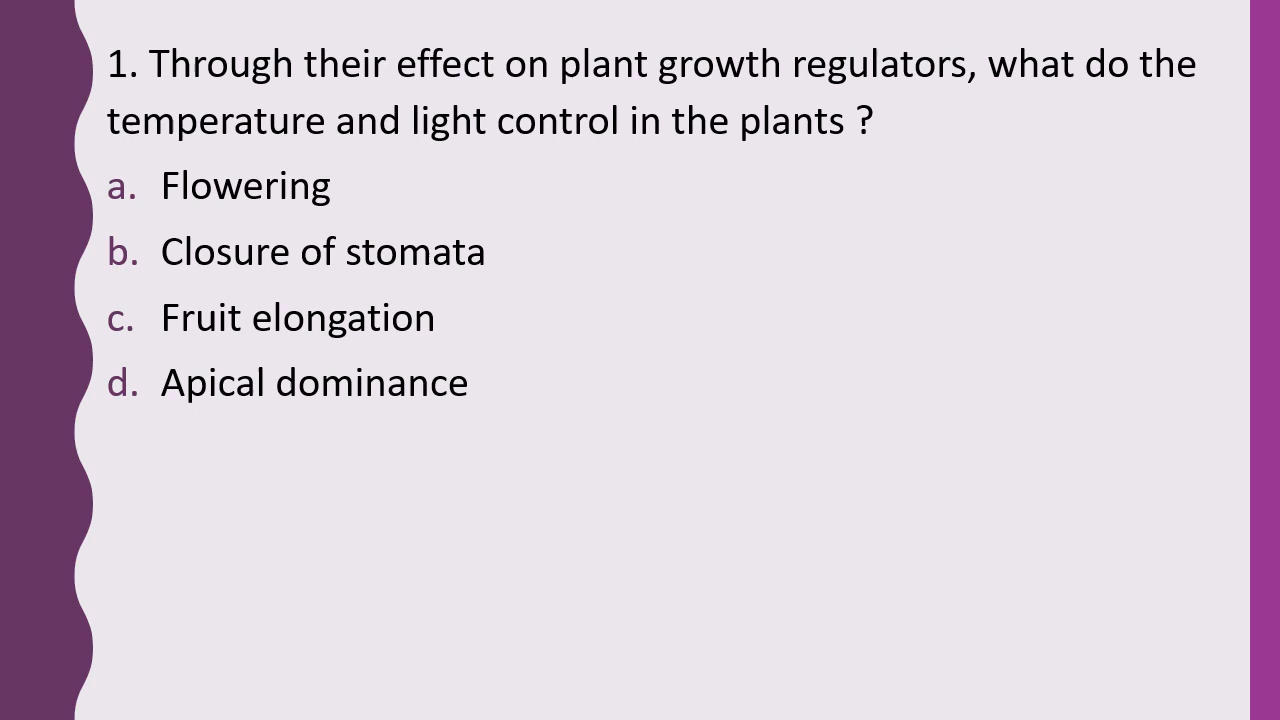 1. Through their effect on plant growth regulators, what do the
temperature and light control in the plants ?
a. Flowering
b. Closure of stomata
c. Fruit elongation
d. Apical dominance